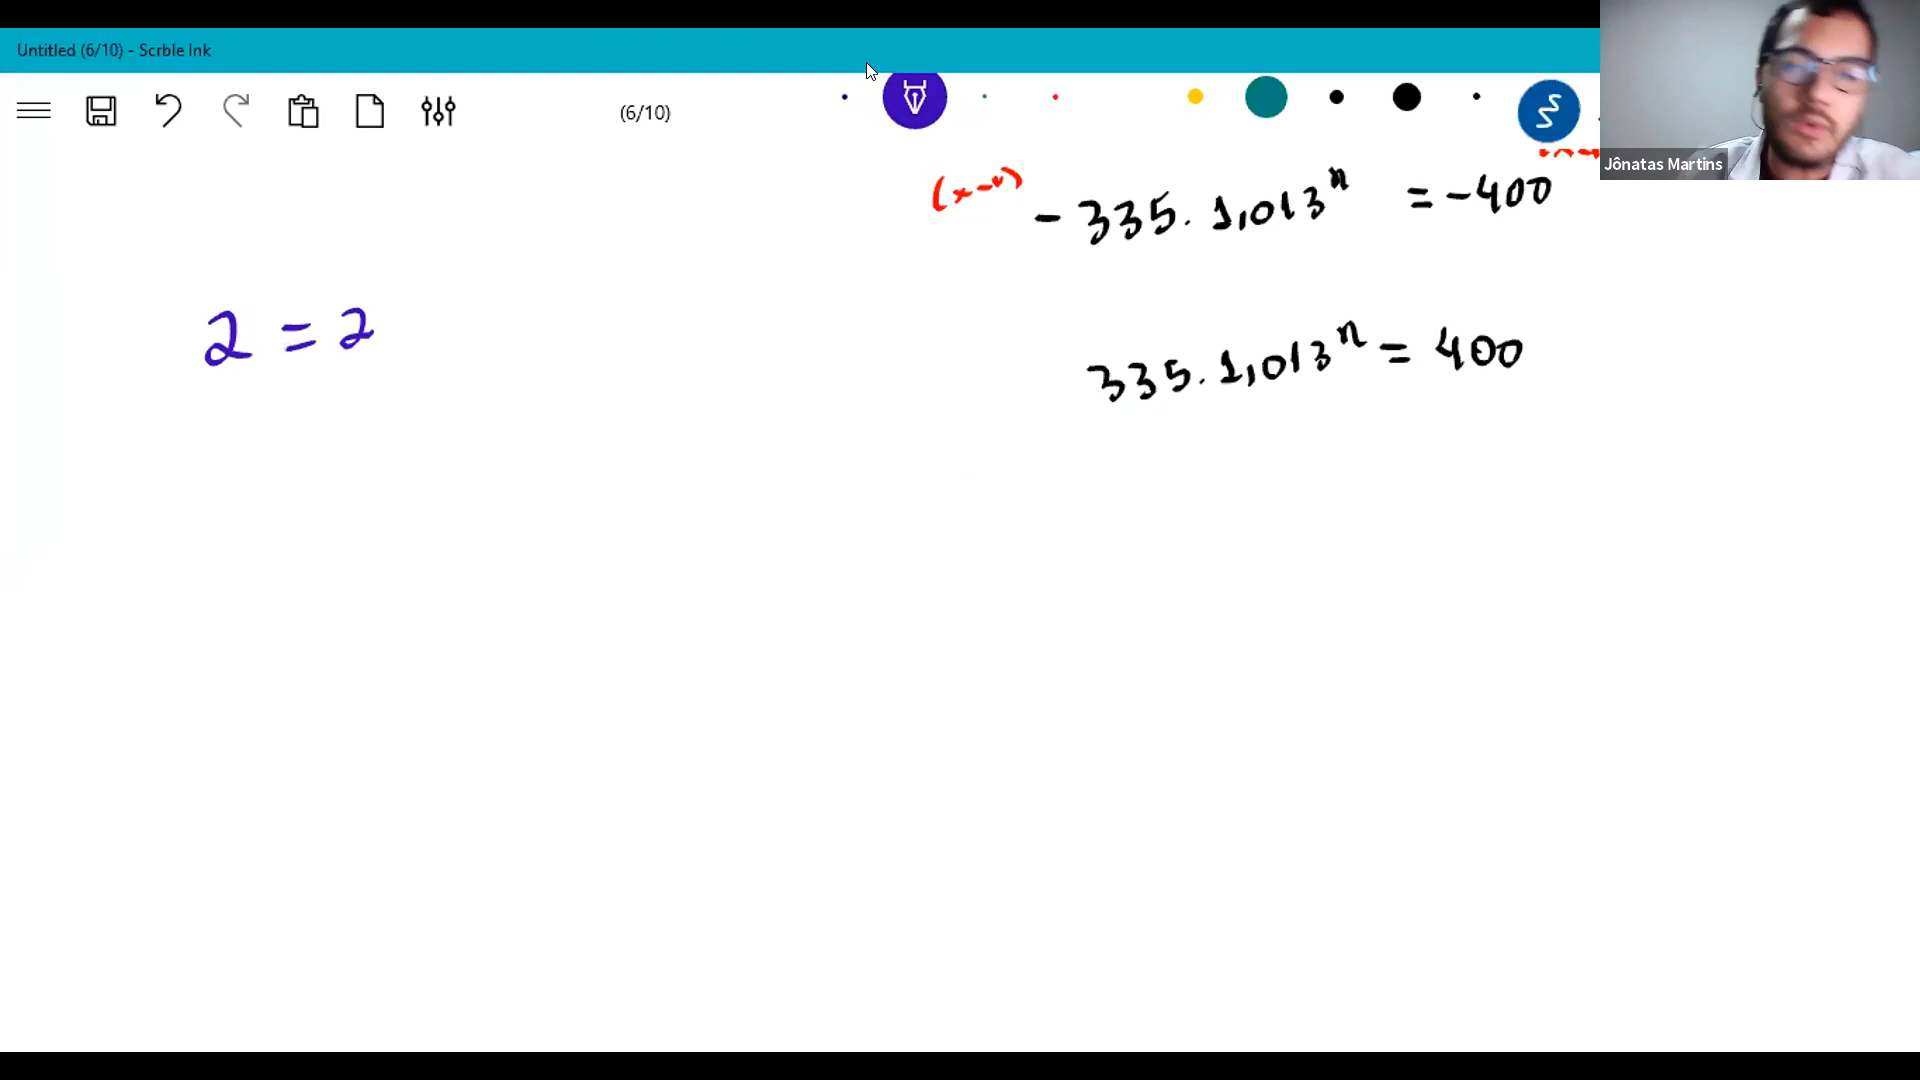 Untitled (6/10) - Scrble Ink
(6/10)
Jônatas Martins
(x-1)
- 335. 1,013ⁿ = -400
2 = 2
335. 1,013ⁿ = 400